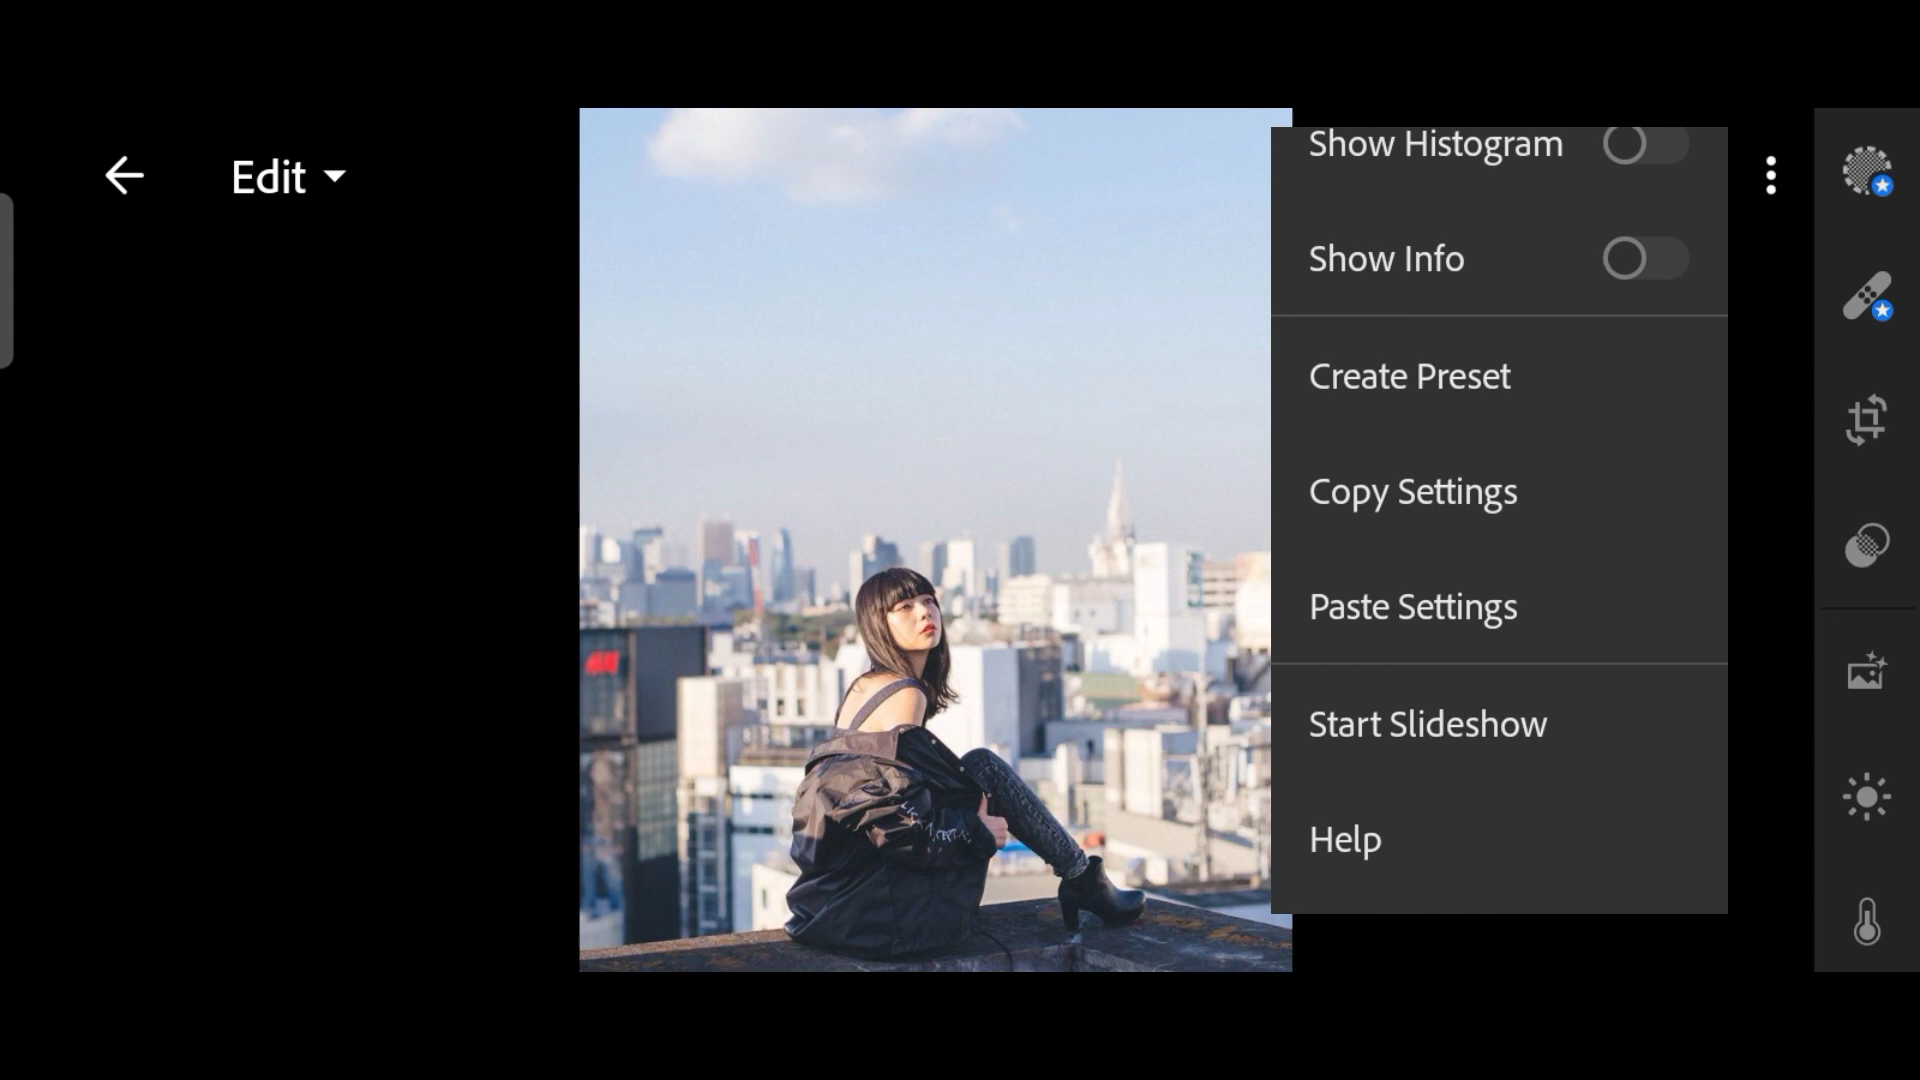 Edit
Show Histogram
Show Info
Create Preset
Copy Settings
Paste Settings
Start Slideshow
Help
H&M